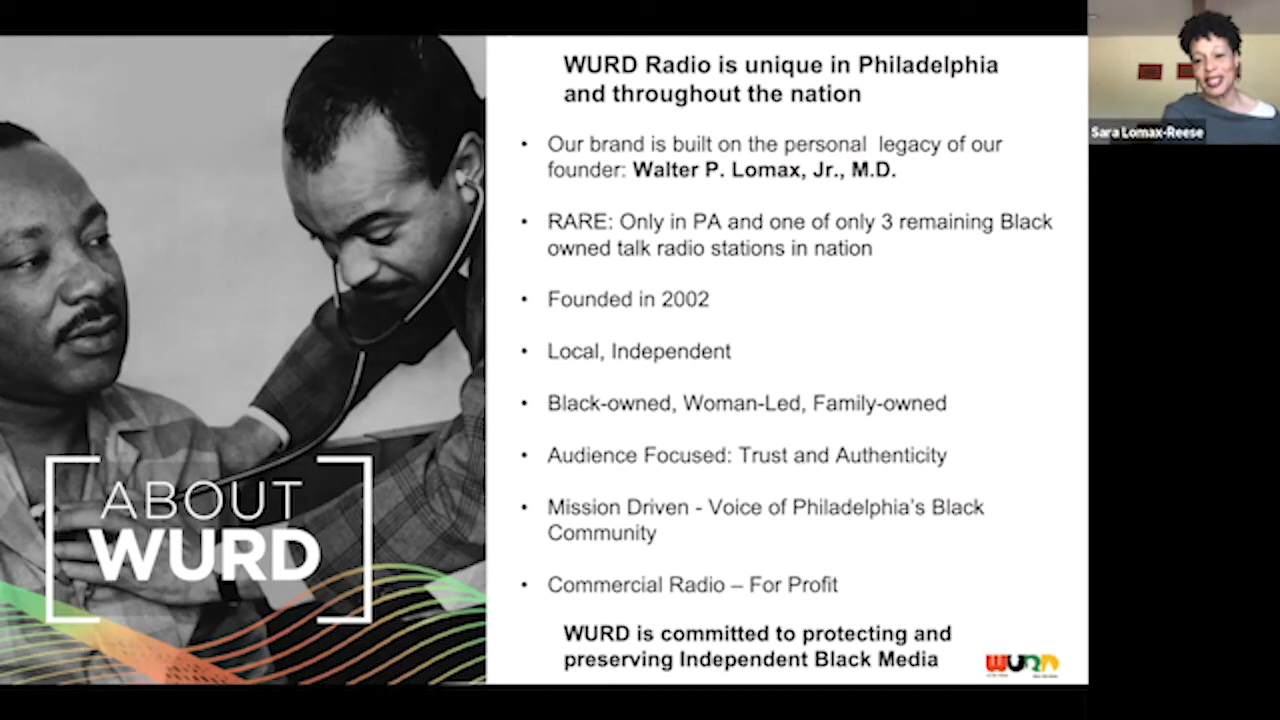 WURD Radio is unique in Philadelphia
and throughout the nation
• Our brand is built on the personal legacy of our
founder: Walter P. Lomax, Jr., M.D.
• RARE: Only in PA and one of only 3 remaining Black
owned talk radio stations in nation
• Founded in 2002
• Local, Independent
• Black-owned, Woman-Led, Family-owned
• Audience Focused: Trust and Authenticity
• Mission Driven - Voice of Philadelphia's Black
Community
• Commercial Radio – For Profit
WURD is committed to protecting and
preserving Independent Black Media
ABOUT
WURD
WURD
Sara Lomax-Reese